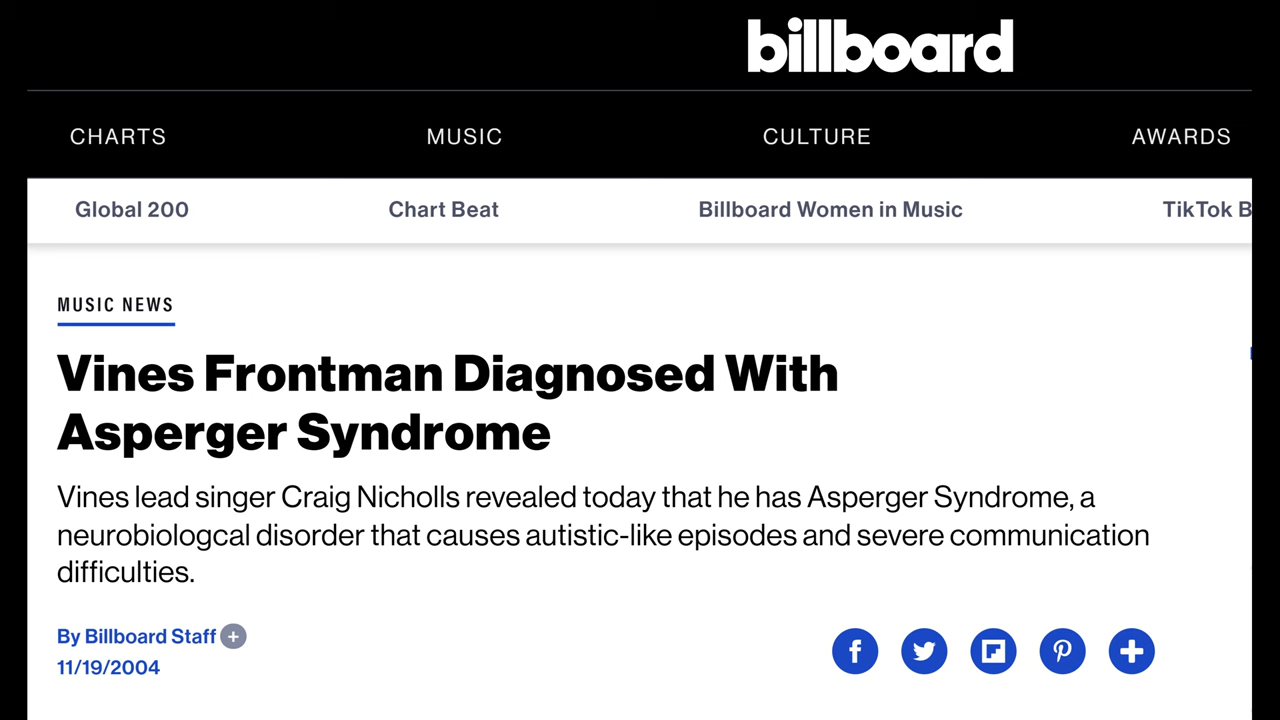 billboard
CHARTS MUSIC CULTURE AWARDS
Global 200 Chart Beat Billboard Women in Music TikTok B
MUSIC NEWS
Vines Frontman Diagnosed With
Asperger Syndrome
Vines lead singer Craig Nicholls revealed today that he has Asperger Syndrome, a
neurobiologcal disorder that causes autistic-like episodes and severe communication
difficulties.
By Billboard Staff +
11/19/2004